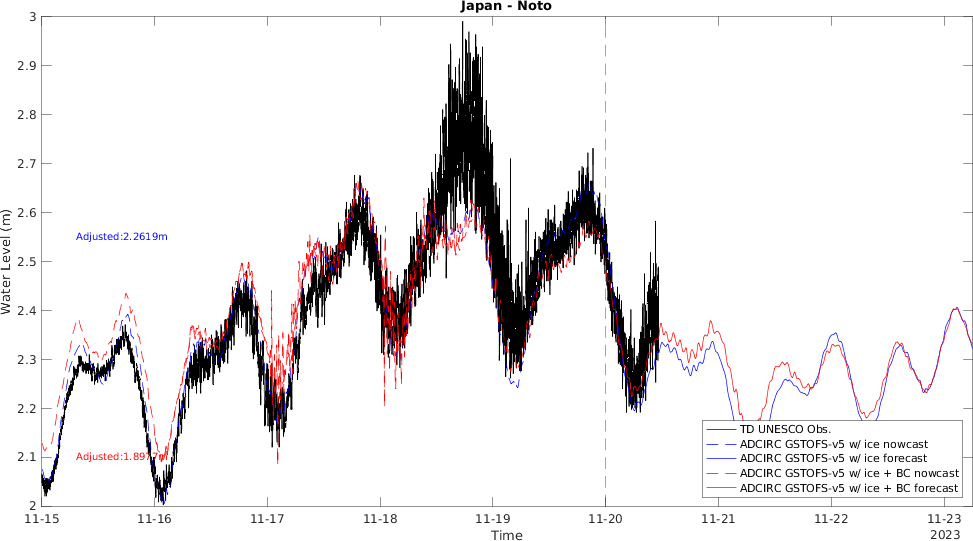 Japan - Noto
Water Level (m)
3
2.9
2.8
2.7
2.6
2.5
2.4
2.3
2.2
2.1
2
Adjusted:2.2619m
Adjusted:1.8977m
TD UNESCO Obs.
ADCIRC GSTOFS-v5 w/ ice nowcast
ADCIRC GSTOFS-v5 w/ ice forecast
ADCIRC GSTOFS-v5 w/ ice + BC nowcast
ADCIRC GSTOFS-v5 w/ ice + BC forecast
11-15 11-16 11-17 11-18 11-19 11-20 11-21 11-22 11-23
2023
Time